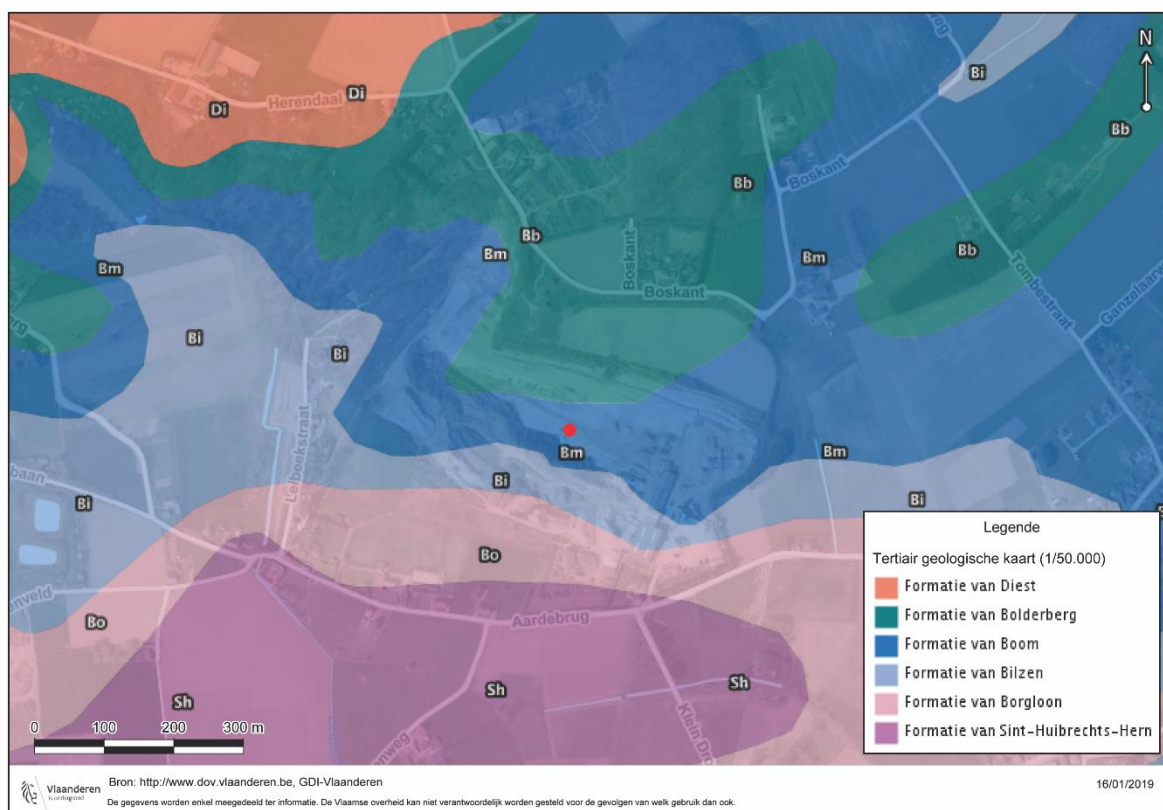 N
Herendaal
Di
Di
Bi
Bb
Boskant
Bb
Bb
Bm
Boskant
Bm
Bb
Boskant
Tombestraat
Bm
Bi
Bi
Lelbeekstraat
Bm
Bm
Bi
Bi
Bi
Bo
Aardebrug
Bo
Sh
Sh
Sh
0 100 200 300 m
Legende
Tertiair geologische kaart (1/50.000)
Formatie van Diest
Formatie van Bolderberg
Formatie van Boom
Formatie van Bilzen
Formatie van Borgloon
Formatie van Sint-Huibrechts-Hern
Vlaanderen
is ondergrond
Bron: http://www.dov.vlaanderen.be, GDI-Vlaanderen
16/01/2019
De gegevens worden enkel meegedeeld ter informatie. De Vlaamse overheid kan niet verantwoordelijk worden gesteld voor de gevolgen van welk gebruik dan ook.